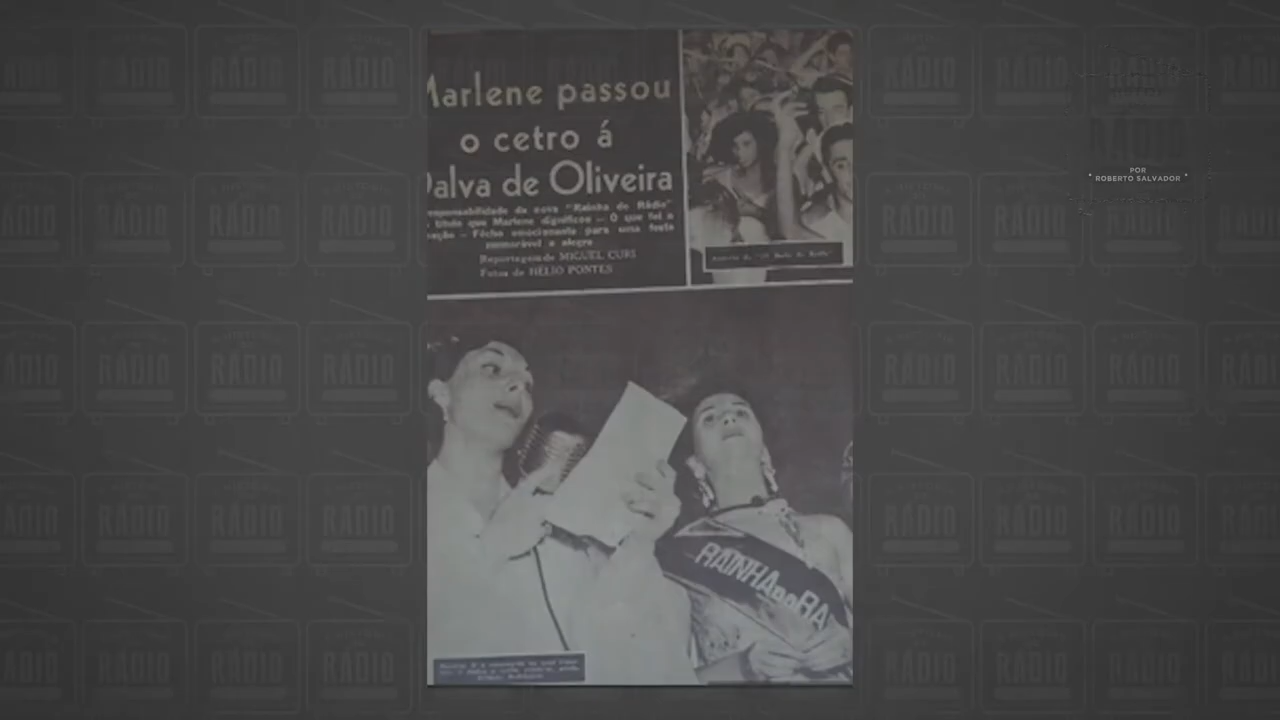 Marlene passou
o cetro á
Dalva de Oliveira
responsabilidade da nova "Rainha do Rádio"
título que Marlene dignificou — O que foi a
— Fêcho emocionante para uma festa
memorável e alegre
Reportagem de MIGUEL CURI
Fotos de HÉLIO PONTES
POR
ROBERTO SALVADOR
RAINHA DO RA
RÁDIO